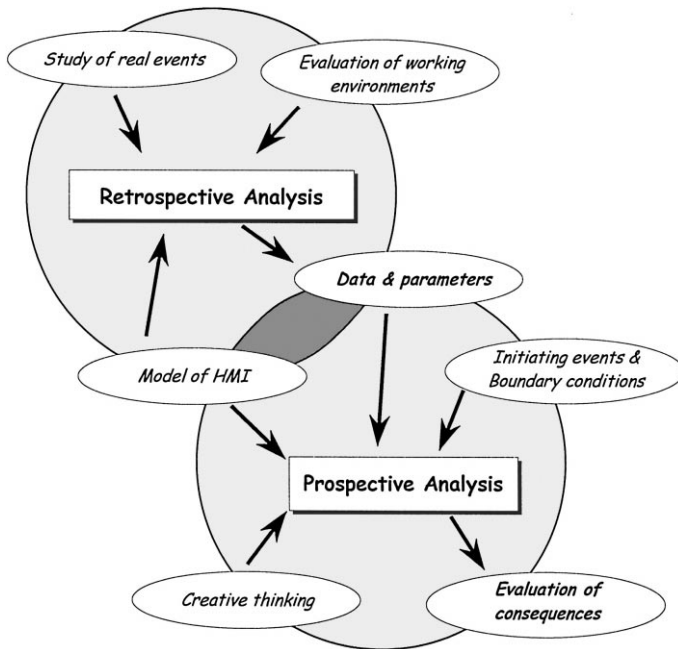 Study of real events
Evaluation of working
environments
Retrospective Analysis
Data & parameters
Model of HMI
Initiating events &
Boundary conditions
Prospective Analysis
Creative thinking
Evaluation of
consequences